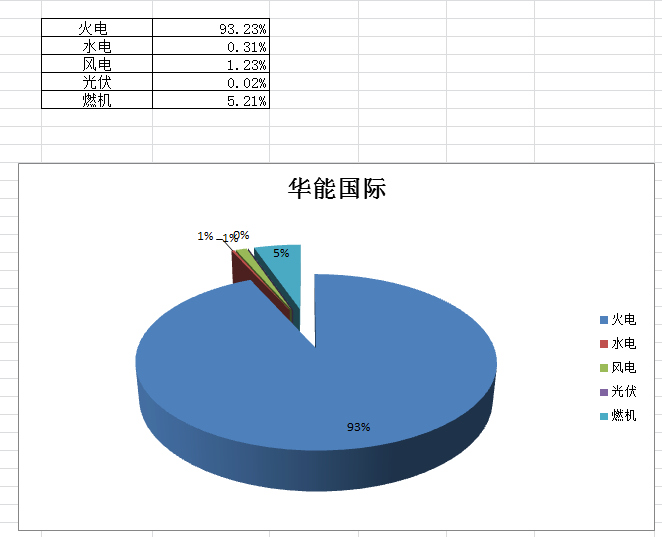 火电 93.23%
水电 0.31%
风电 1.23%
光伏 0.02%
燃机 5.21%
华能国际
1% 1% 0%
5%
火电
水电
风电
光伏
燃机
93%